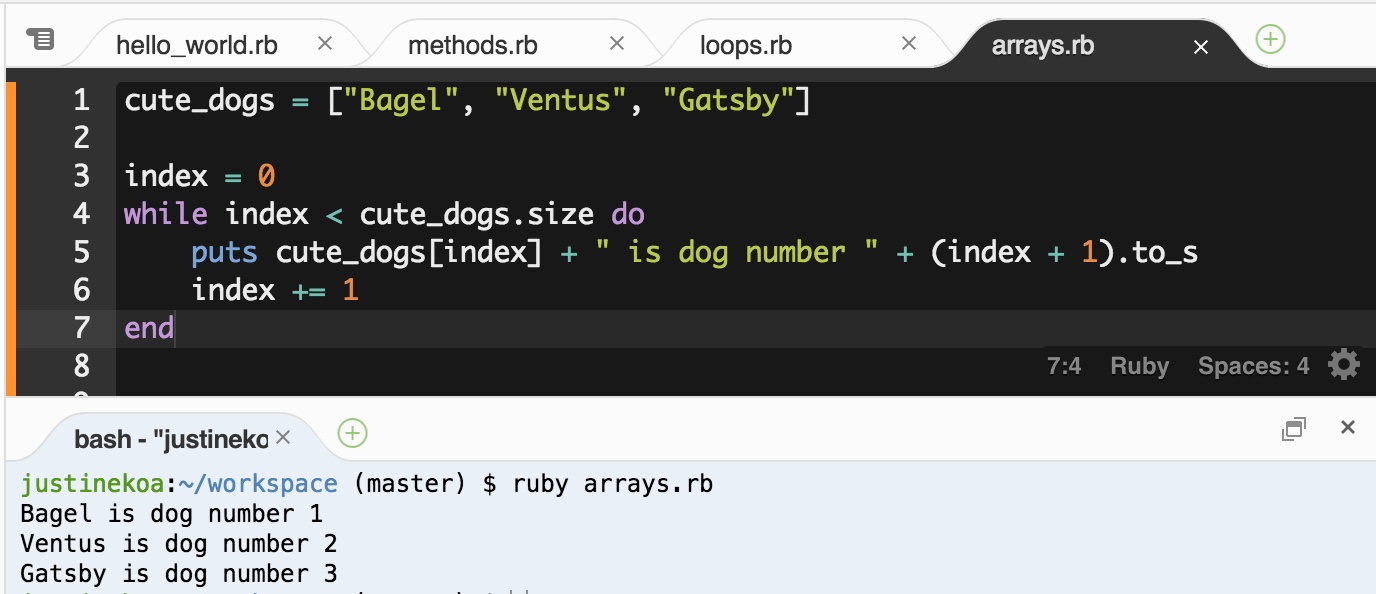 hello_world.rb × methods.rb × loops.rb × arrays.rb ×
1 cute_dogs = ["Bagel", "Ventus", "Gatsby"]
2
3 index = 0
4 while index < cute_dogs.size do
5     puts cute_dogs[index] + " is dog number " + (index + 1).to_s
6     index += 1
7 end
8
7:4 Ruby Spaces: 4
bash - "justineko ×
justinekoa:~/workspace (master) $ ruby arrays.rb
Bagel is dog number 1
Ventus is dog number 2
Gatsby is dog number 3